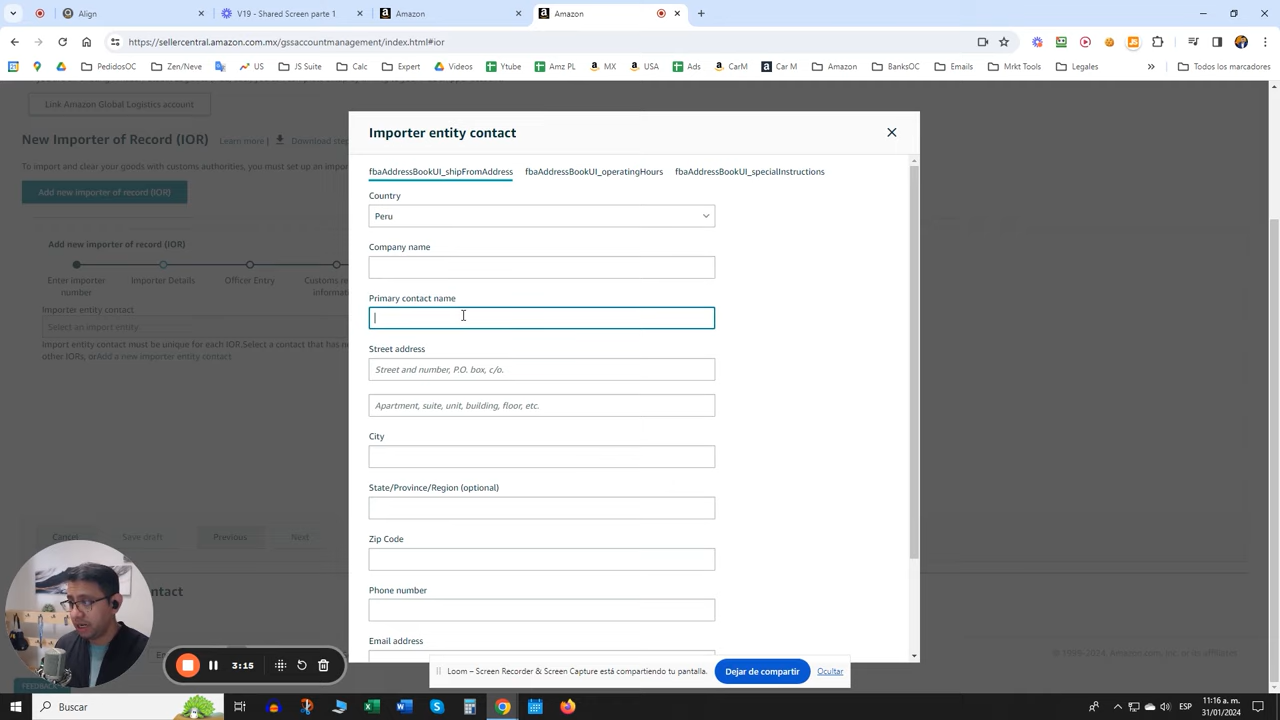 Align
V19 - Shared Screen parte 1
Amazon
Amazon
https://sellercentral.amazon.com.mx/gssaccountmanagement/index.html#ior
PedidosOC
Zen/Neve
US
JS Suite
Calc
Expert
Videos
Ytube
Amz PL
MX
USA
Ads
CarM
Car M
Amazon
BanksOC
Emails
Mrkt Tools
Legales
Todos los marcadores
Link Amazon Global Logistics account
New Importer of Record (IOR)
Learn more |
Download step
To import and clear your goods with customs authorities, you must set up an impor
Add new importer of record (IOR)
Add new importer of record (IOR)
Enter importer number
Importer Details
Officer Entry
Customs re
informati
Importer entity contact
Select an import entity
Import entity contact must be unique for each IOR.Select a contact that has no
other IORs, orAdd a new importer entity contact
Cancel
Save draft
Previous
Next
ntact
© 1999-2024, Amazon.com, Inc. or its affiliates
FEEDBACK
Importer entity contact
fbaAddressBookUI_shipFromAddress
fbaAddressBookUI_operatingHours
fbaAddressBookUI_specialInstructions
Country
Peru
Company name
Primary contact name
Street address
Street and number, P.O. box, c/o.
Apartment, suite, unit, building, floor, etc.
City
State/Province/Region (optional)
Zip Code
Phone number
Email address
3:15
Loom – Screen Recorder & Screen Capture está compartiendo tu pantalla.
Dejar de compartir
Ocultar
Buscar
ESP
11:16 a. m.
31/01/2024